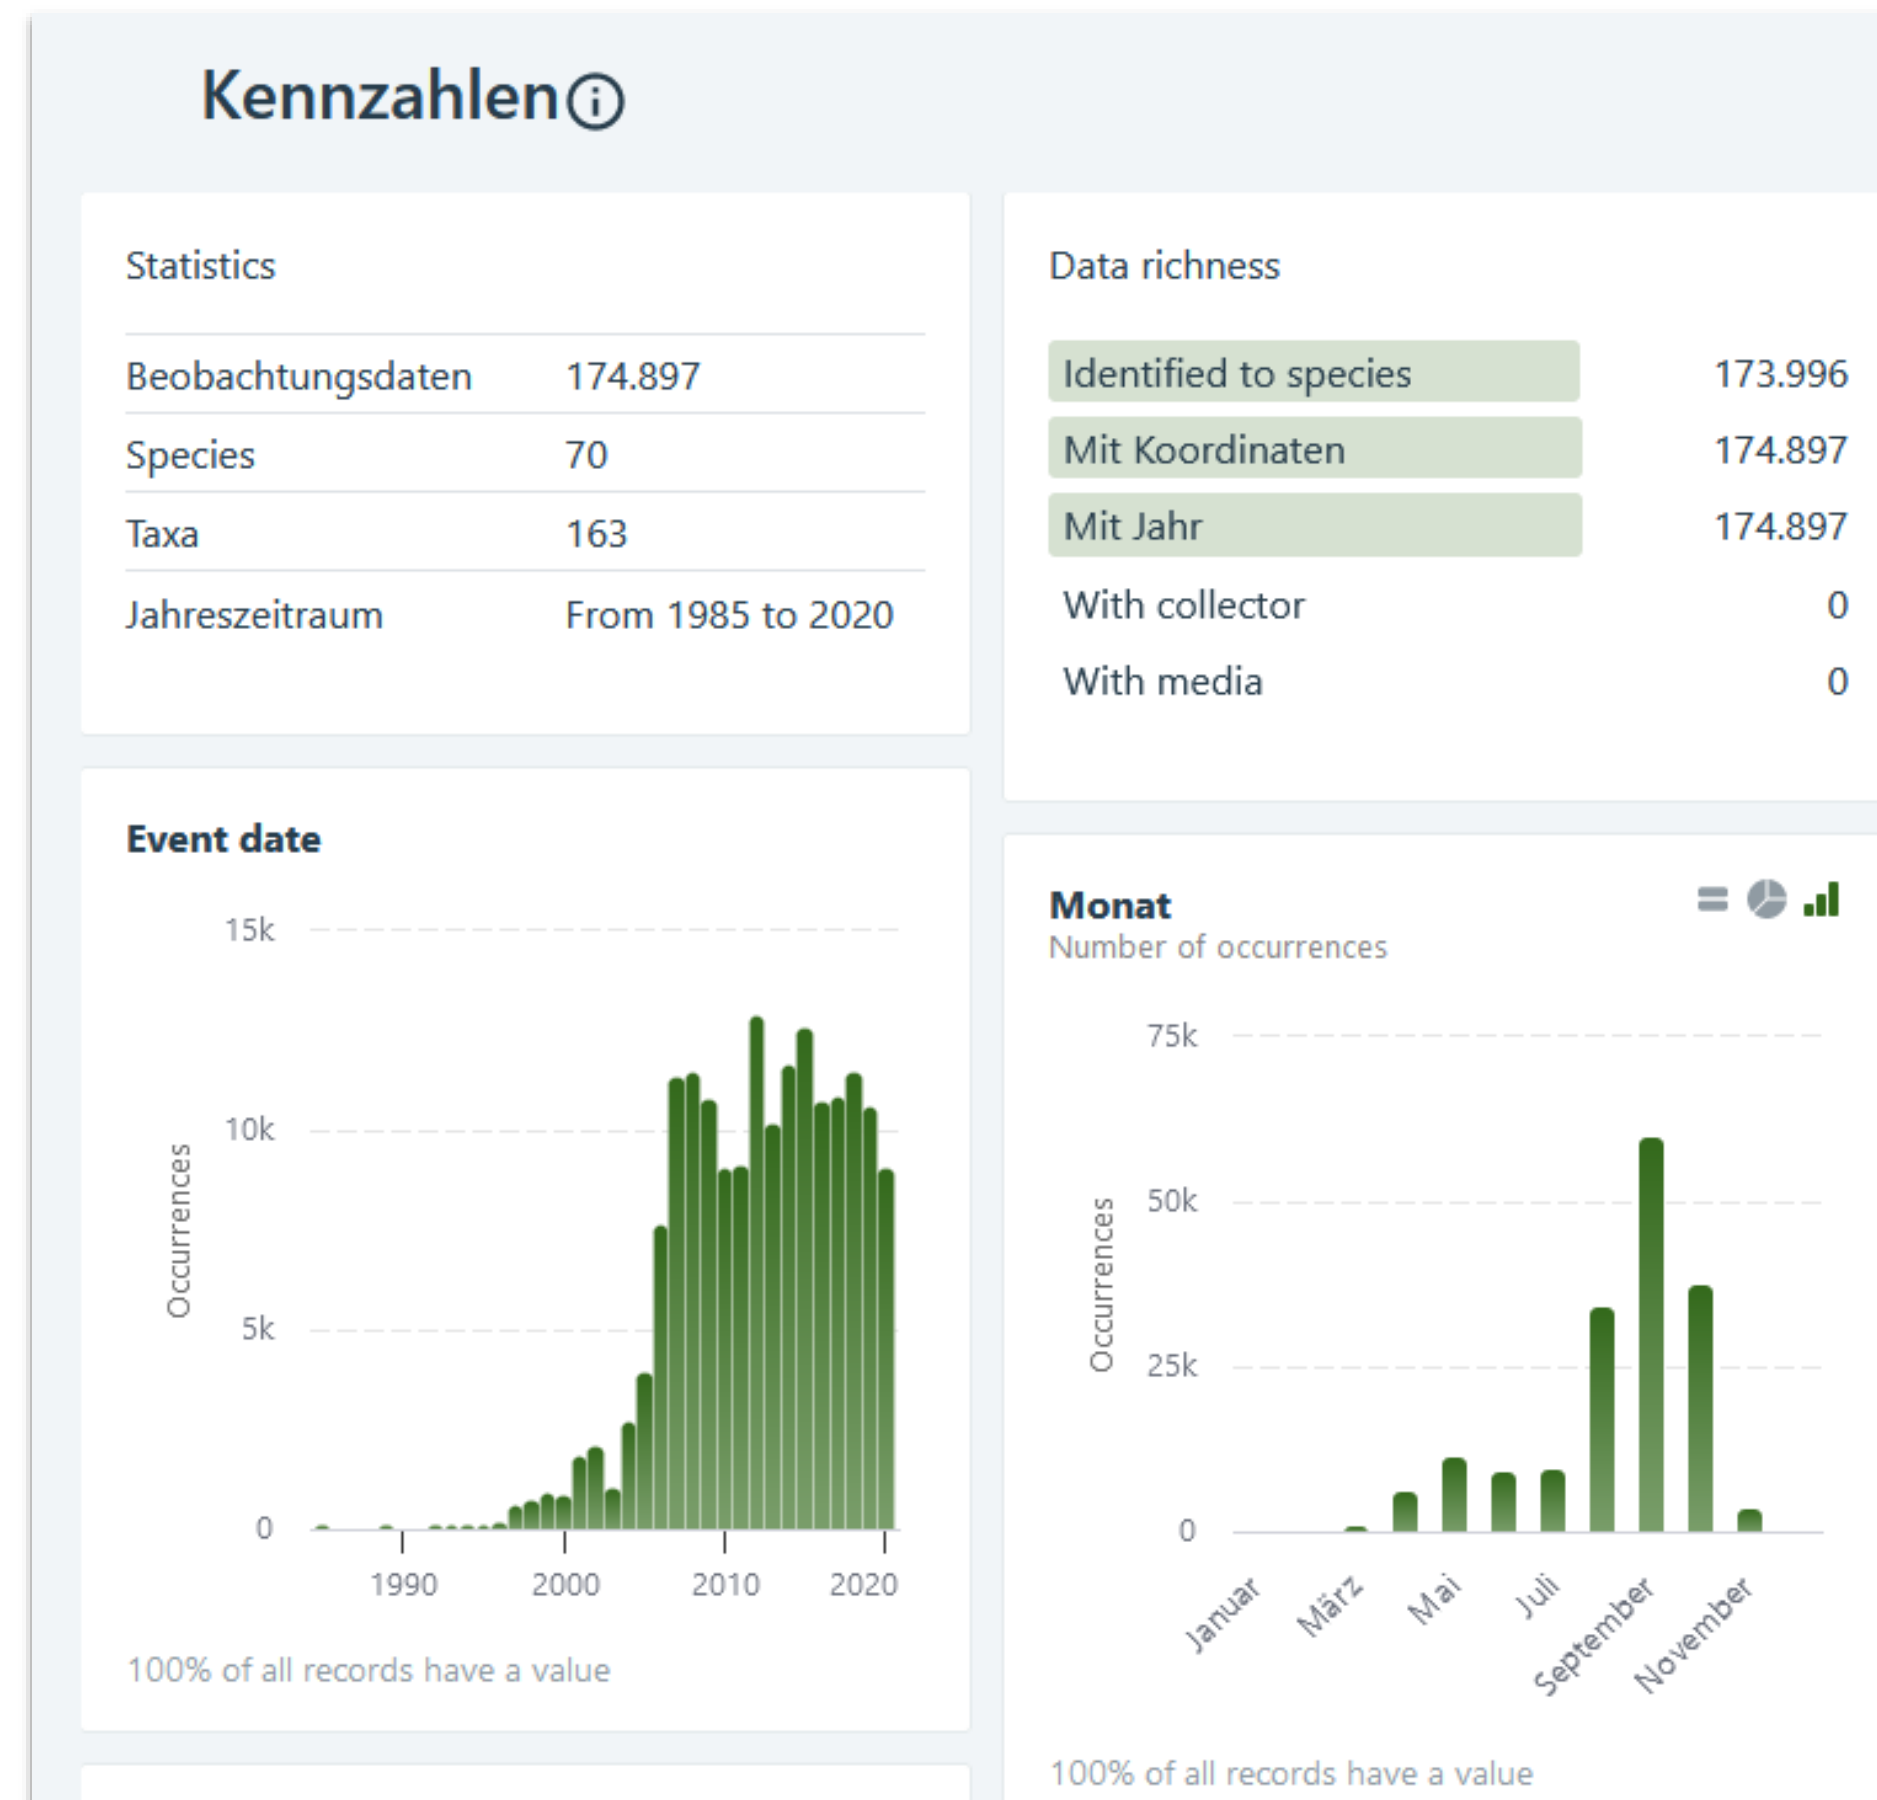 Kennzahlen
Statistics
Beobachtungsdaten 174.897
Species 70
Taxa 163
Jahreszeitraum From 1985 to 2020
Data richness
Identified to species 173.996
Mit Koordinaten 174.897
Mit Jahr 174.897
With collector 0
With media 0
Event date
15k
10k
5k
0
Occurrences
1990 2000 2010 2020
100% of all records have a value
Monat
Number of occurrences
75k
50k
25k
0
Occurrences
Januar März Mai Juli September November
100% of all records have a value